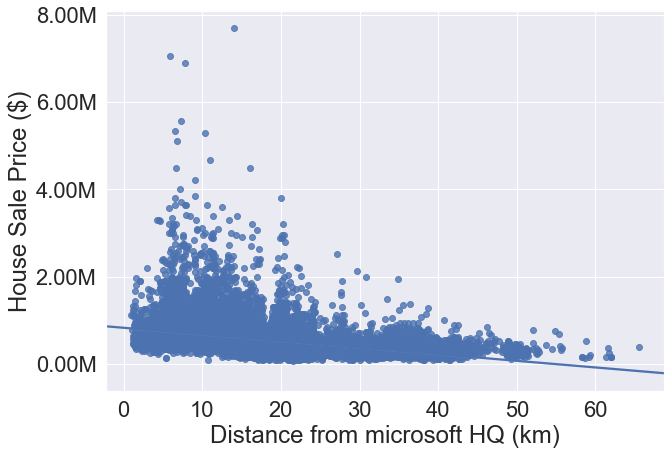 8.00M
6.00M
4.00M
2.00M
0.00M
House Sale Price ($)
0 10 20 30 40 50 60
Distance from microsoft HQ (km)